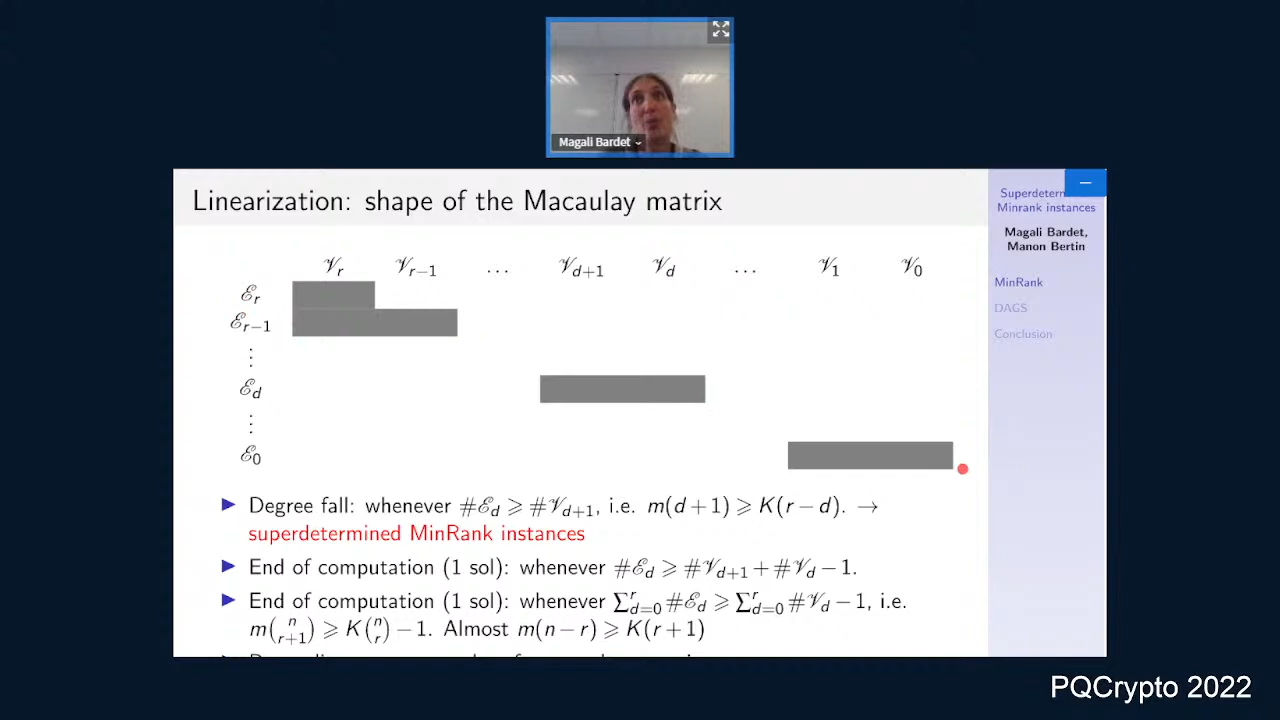 Magali Bardet
Linearization: shape of the Macaulay matrix
Superdeter
Minrank instances
Magali Bardet,
Manon Bertin
MinRank
DAGS
Conclusion
𝒱_r 𝒱_{r−1} … 𝒱_{d+1} 𝒱_d … 𝒱_1 𝒱_0
ℰ_r
ℰ_{r−1}
⋮
ℰ_d
⋮
ℰ_0
▶ Degree fall: whenever #ℰ_d ⩾ #𝒱_{d+1}, i.e. m(d+1) ⩾ K(r−d). →
superdetermined MinRank instances
▶ End of computation (1 sol): whenever #ℰ_d ⩾ #𝒱_{d+1} + #𝒱_d − 1.
▶ End of computation (1 sol): whenever ∑_{d=0}^{r} #ℰ_d ⩾ ∑_{d=0}^{r} #𝒱_d − 1, i.e.
m\binom{n}{r+1} ⩾ K\binom{n}{r} − 1. Almost m(n−r) ⩾ K(r+1)
PQCrypto 2022